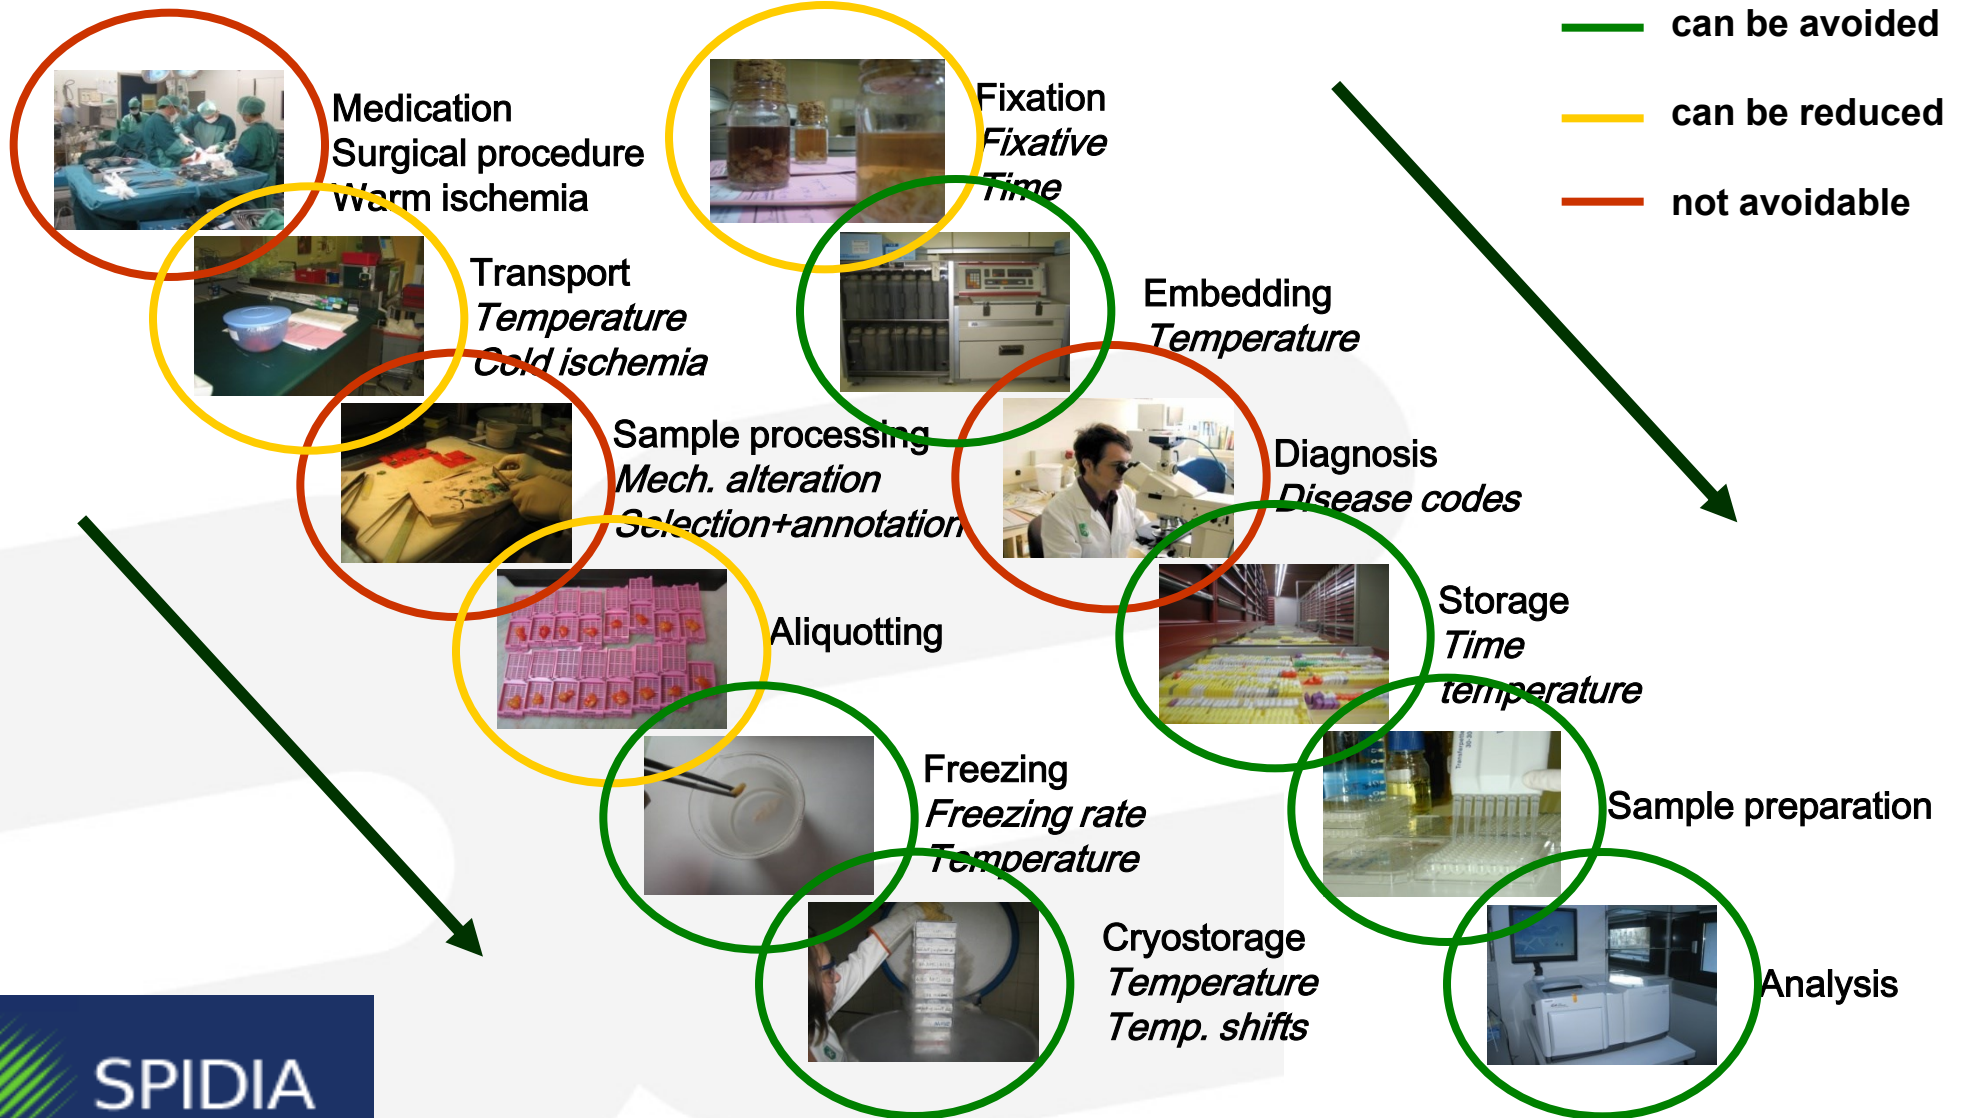 can be avoided
can be reduced
not avoidable
Medication
Surgical procedure
Warm ischemia
Transport
Temperature
Cold ischemia
Sample processing
Mech. alteration
Selection+annotation
Aliquotting
Freezing
Freezing rate
Temperature
Cryostorage
Temperature
Temp. shifts
Fixation
Fixative
Time
Embedding
Temperature
Diagnosis
Disease codes
Storage
Time
temperature
Sample preparation
Analysis
SPIDIA